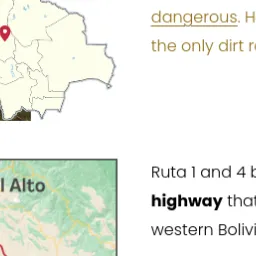 dangerous. H
the only dirt r
l Alto
Ruta 1 and 4 b
highway that
western Bolivi